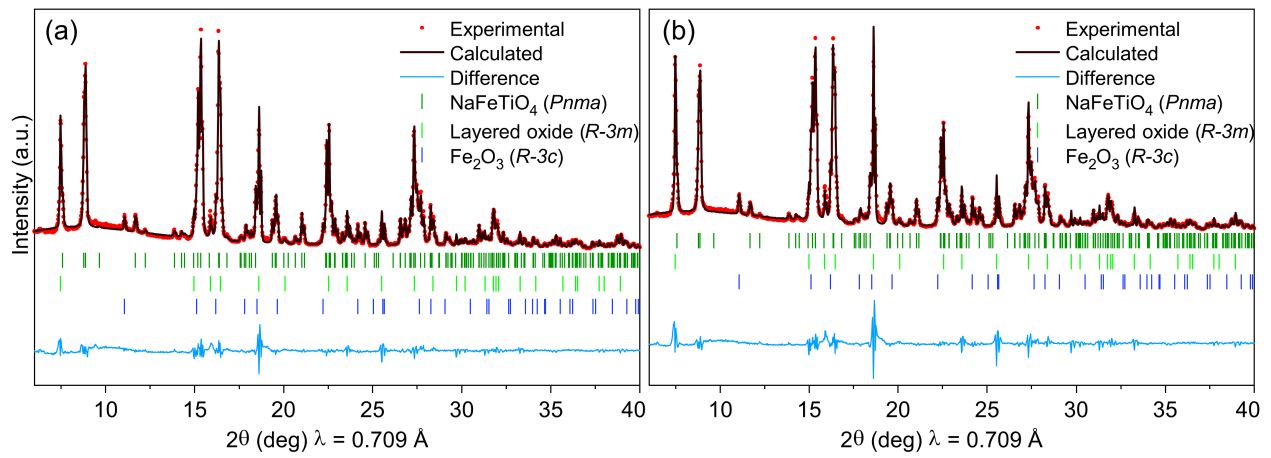 (a)
Experimental
Calculated
Difference
NaFeTiO₄ (Pnma)
Layered oxide (R-3m)
Fe₂O₃ (R-3c)
Intensity (a.u.)
10 15 20 25 30 35 40
2θ (deg) λ = 0.709 Å
(b)
Experimental
Calculated
Difference
NaFeTiO₄ (Pnma)
Layered oxide (R-3m)
Fe₂O₃ (R-3c)
10 15 20 25 30 35 40
2θ (deg) λ = 0.709 Å